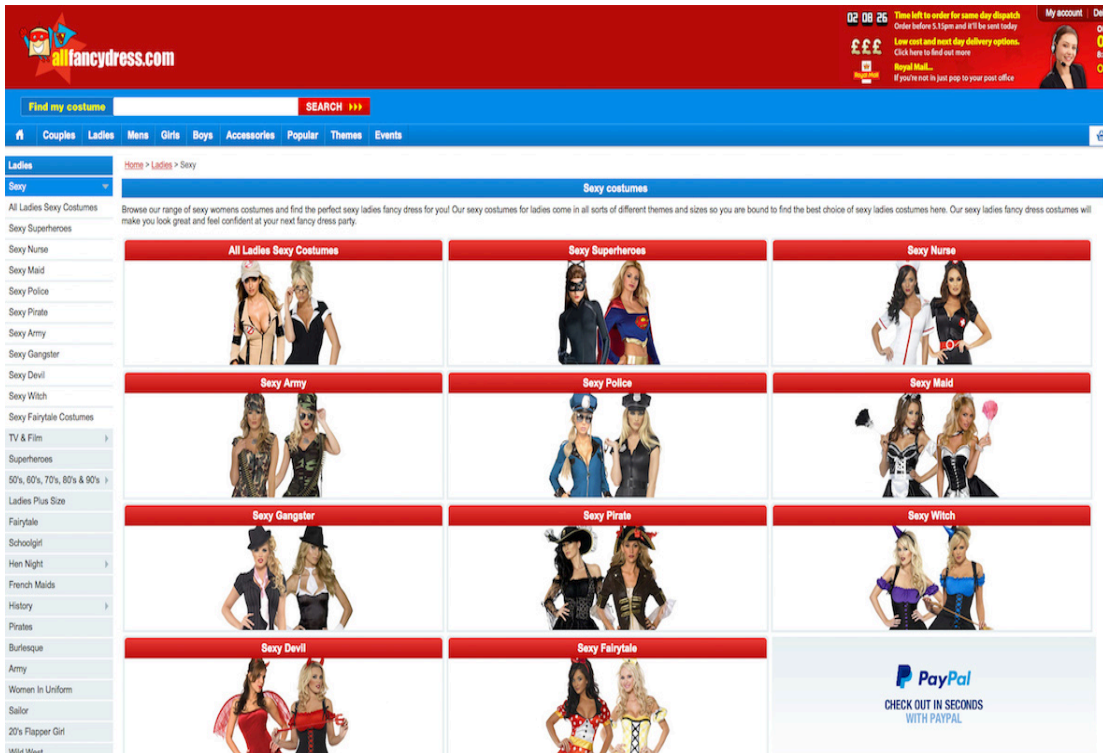 allfancydress.com
02 08 26
Time left to order for same day dispatch
Order before 5.15pm and it'll be sent today
£££
Low cost and next day delivery options.
Click here to find out more
Royal Mail
Royal Mail...
If you're not in just pop to your post office
My account
Find my costume
SEARCH
Couples Ladies Mens Girls Boys Accessories Popular Themes Events
Ladies
Sexy
All Ladies Sexy Costumes
Sexy Superheroes
Sexy Nurse
Sexy Maid
Sexy Police
Sexy Pirate
Sexy Army
Sexy Gangster
Sexy Devil
Sexy Witch
Sexy Fairytale Costumes
TV & Film
Superheroes
50's, 60's, 70's, 80's & 90's
Ladies Plus Size
Fairytale
Schoolgirl
Hen Night
French Maids
History
Pirates
Burlesque
Army
Women In Uniform
Sailor
20's Flapper Girl
Wild West
Home > Ladies > Sexy
Sexy costumes
Browse our range of sexy womens costumes and find the perfect sexy ladies fancy dress for you! Our sexy costumes for ladies come in all sorts of different themes and sizes so you are bound to find the best choice of sexy ladies costumes here. Our sexy ladies fancy dress costumes will
make you look great and feel confident at your next fancy dress party.
All Ladies Sexy Costumes
Sexy Superheroes
Sexy Nurse
Sexy Army
Sexy Police
Sexy Maid
Sexy Gangster
Sexy Pirate
Sexy Witch
Sexy Devil
Sexy Fairytale
PayPal
CHECK OUT IN SECONDS
WITH PAYPAL